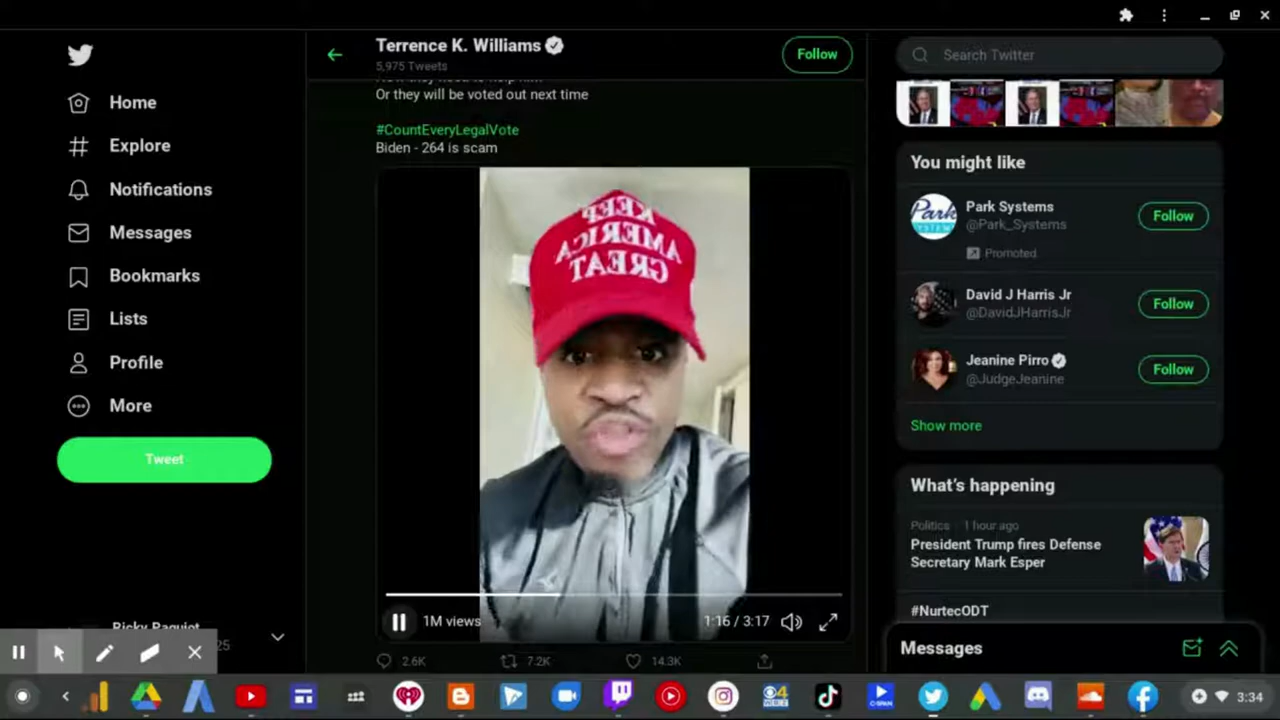 Terrence K. Williams
5,975 Tweets
Follow
Search Twitter
Home
Explore
Notifications
Messages
Bookmarks
Lists
Profile
More
Tweet
Or they will be voted out next time
#CountEveryLegalVote
Biden - 264 is scam
KEEP
AMERICA
GREAT
1M views
1:16 / 3:17
2.6K
7.2K
14.3K
You might like
Park Systems
@Park_Systems
Follow
Promoted
David J Harris Jr
@DavidJHarrisJr
Follow
Jeanine Pirro
@JudgeJeanine
Follow
Show more
What's happening
Politics · 1 hour ago
President Trump fires Defense
Secretary Mark Esper
#NurtecODT
Messages
25
3:34